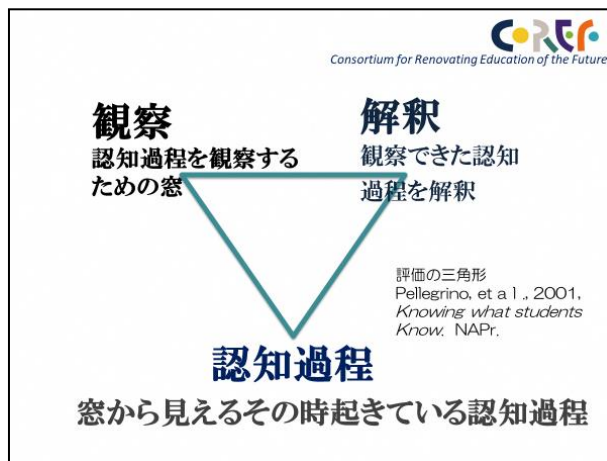 CoREF
Consortium for Renovating Education of the Future
観察
認知過程を観察する
ための窓
解釈
観察できた認知
過程を解釈
評価の三角形
Pellegrino, et a l ., 2001,
Knowing what students
Know. NAPr.
認知過程
窓から見えるその時起きている認知過程